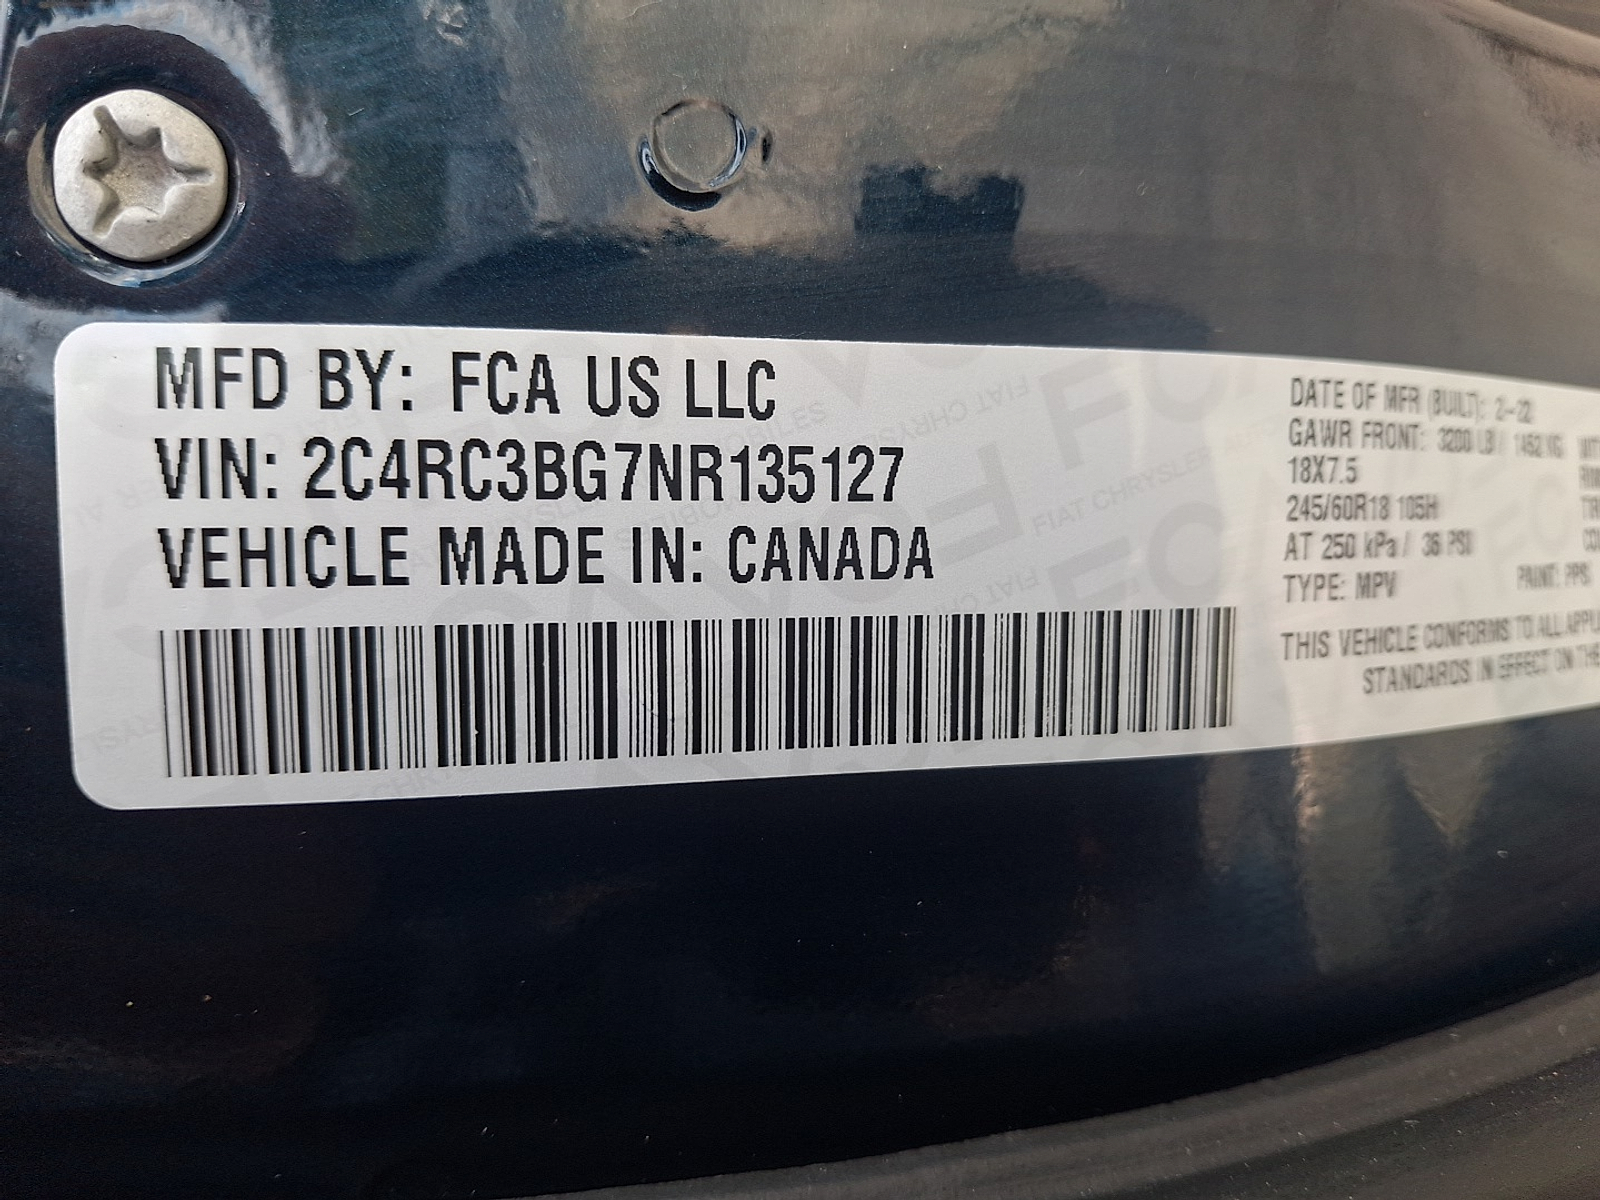 MFD BY: FCA US LLC
VIN: 2C4RC3BG7NR135127
VEHICLE MADE IN: CANADA
DATE OF MFR (BUILT): 2-22
GAWR FRONT: 3200 LB / 1452 KG
18X7.5
245/60R18 105H
AT 250 kPa / 36 PSI
TYPE: MPV
PAINT: PPS
THIS VEHICLE CONFORMS TO ALL
STANDARDS IN EFFECT ON